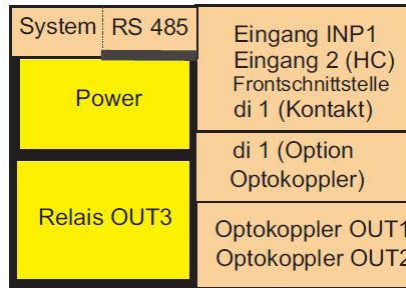 System RS 485
Power
Relais OUT3
Eingang INP1
Eingang 2 (HC)
Frontschnittstelle
di 1 (Kontakt)
di 1 (Option
Optokoppler)
Optokoppler OUT1
Optokoppler OUT2